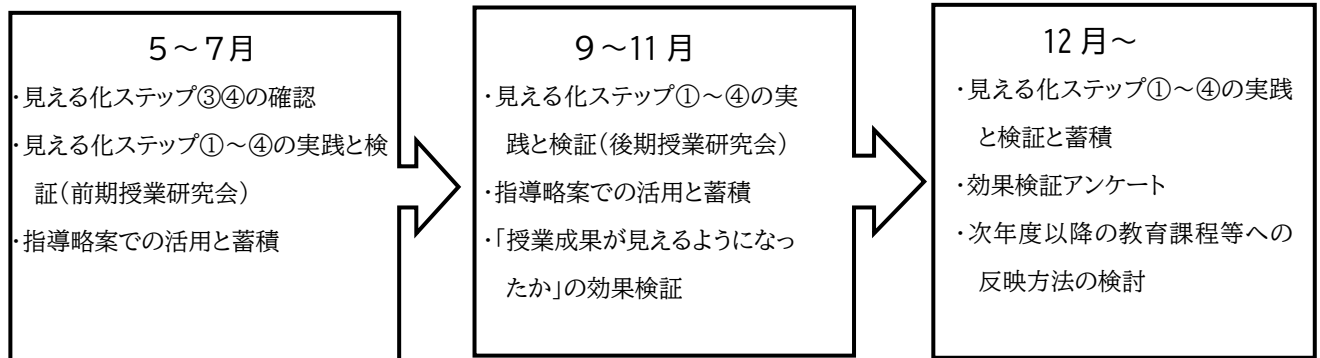 ５～７月
・見える化ステップ③④の確認
・見える化ステップ①～④の実践と検
証（前期授業研究会）
・指導略案での活用と蓄積
９～11 月
・見える化ステップ①～④の実
践と検証（後期授業研究会）
・指導略案での活用と蓄積
・「授業成果が見えるようになっ
たか」の効果検証
12 月～
・見える化ステップ①～④の実践
と検証と蓄積
・効果検証アンケート
・次年度以降の教育課程等への
反映方法の検討